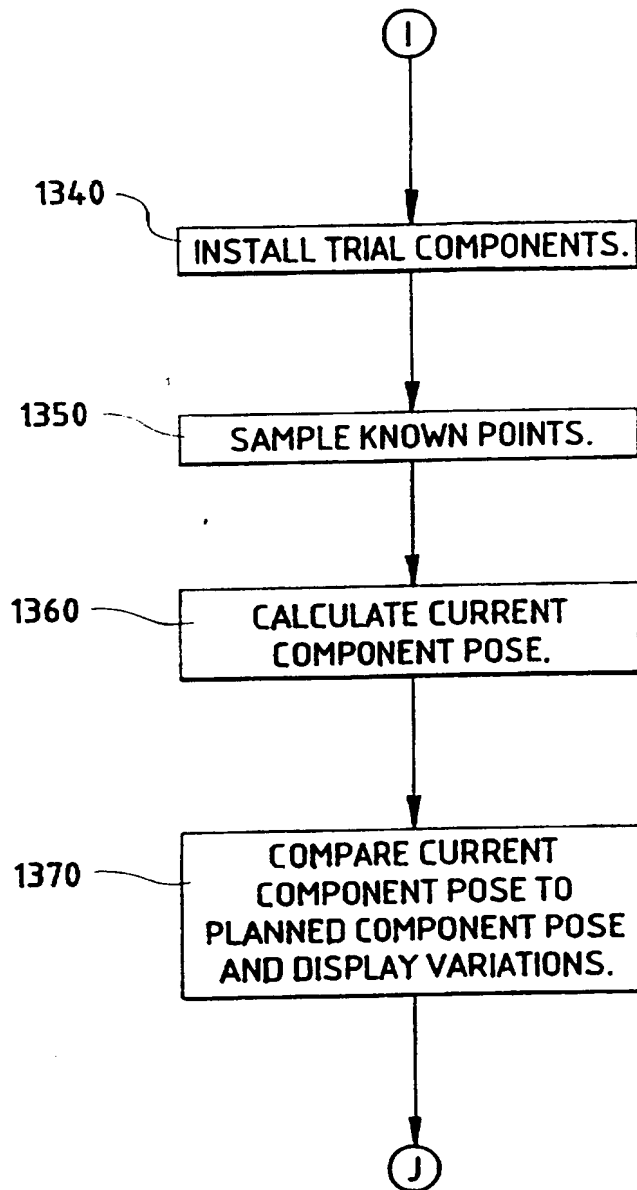 I
1340
INSTALL TRIAL COMPONENTS.
1350
SAMPLE KNOWN POINTS.
1360
CALCULATE CURRENT
COMPONENT POSE.
1370
COMPARE CURRENT
COMPONENT POSE TO
PLANNED COMPONENT POSE
AND DISPLAY VARIATIONS.
J